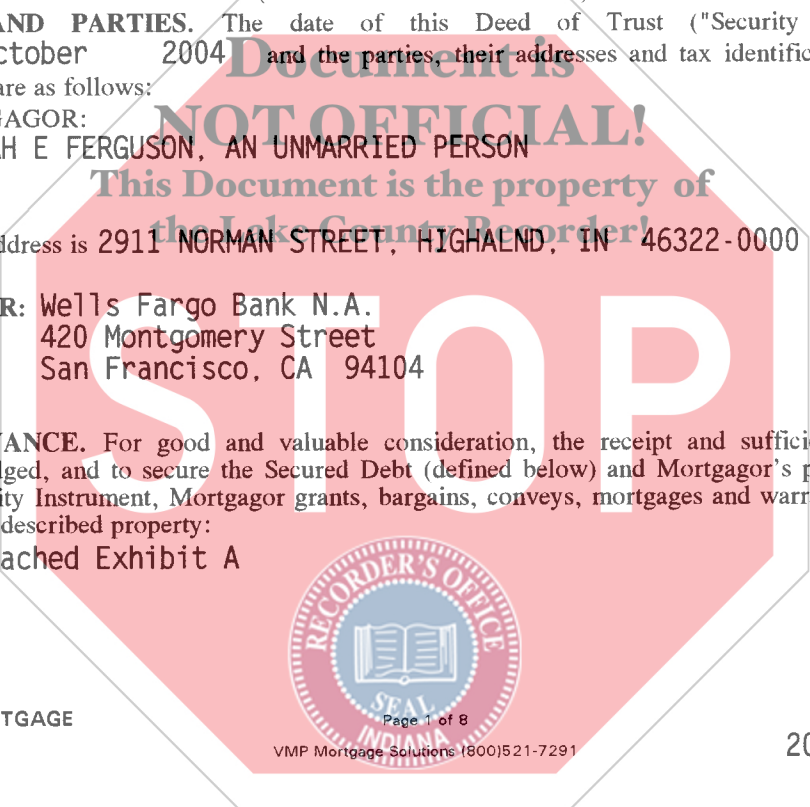 AND PARTIES. The date of this Deed of Trust ("Security
ctober 2004 and the parties, their addresses and tax identific
are as follows:
GAGOR:
H E FERGUSON, AN UNMARRIED PERSON
ddress is 2911 NORMAN STREET, HIGHALND, IN 46322-0000
R: Wells Fargo Bank N.A.
420 Montgomery Street
San Francisco, CA 94104
ANCE. For good and valuable consideration, the receipt and suffici
lged, and to secure the Secured Debt (defined below) and Mortgagor's p
ity Instrument, Mortgagor grants, bargains, conveys, mortgages and warr
described property:
ached Exhibit A
TGAGE
Page 1 of 8
VMP Mortgage Solutions (800)521-7291
20
Document is
NOT OFFICIAL!
This Document is the property of
the Lake County Recorder!
STOP
RECORDER'S OFFICE
SEAL
INDIANA